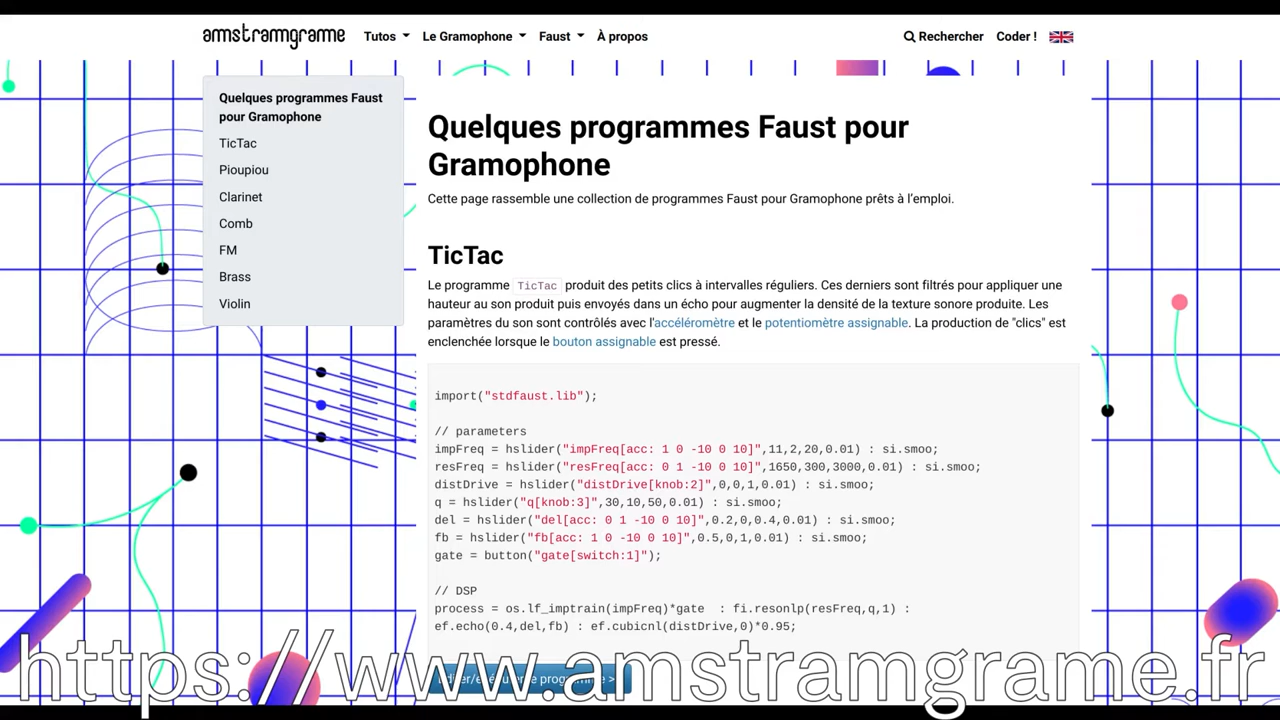 amstramgrame Tutos Le Gramophone Faust À propos Rechercher Coder !
Quelques programmes Faust
pour Gramophone
TicTac
Pioupiou
Clarinet
Comb
FM
Brass
Violin
Quelques programmes Faust pour
Gramophone
Cette page rassemble une collection de programmes Faust pour Gramophone prêts à l’emploi.
TicTac
Le programme TicTac produit des petits clics à intervalles réguliers. Ces derniers sont filtrés pour appliquer une
hauteur au son produit puis envoyés dans un écho pour augmenter la densité de la texture sonore produite. Les
paramètres du son sont contrôlés avec l'accéléromètre et le potentiomètre assignable. La production de "clics" est
enclenchée lorsque le bouton assignable est pressé.
import("stdfaust.lib");
// parameters
impFreq = hslider("impFreq[acc: 1 0 -10 0 10]",11,2,20,0.01) : si.smoo;
resFreq = hslider("resFreq[acc: 0 1 -10 0 10]",1650,300,3000,0.01) : si.smoo;
distDrive = hslider("distDrive[knob:2]",0,0,1,0.01) : si.smoo;
q = hslider("q[knob:3]",30,10,50,0.01) : si.smoo;
del = hslider("del[acc: 0 1 -10 0 10]",0.2,0,0.4,0.01) : si.smoo;
fb = hslider("fb[acc: 1 0 -10 0 10]",0.5,0,1,0.01) : si.smoo;
gate = button("gate[switch:1]");
// DSP
process = os.lf_imptrain(impFreq)*gate : fi.resonlp(resFreq,q,1) :
ef.echo(0.4,del,fb) : ef.cubicnl(distDrive,0)*0.95;
https://www.amstramgrame.fr